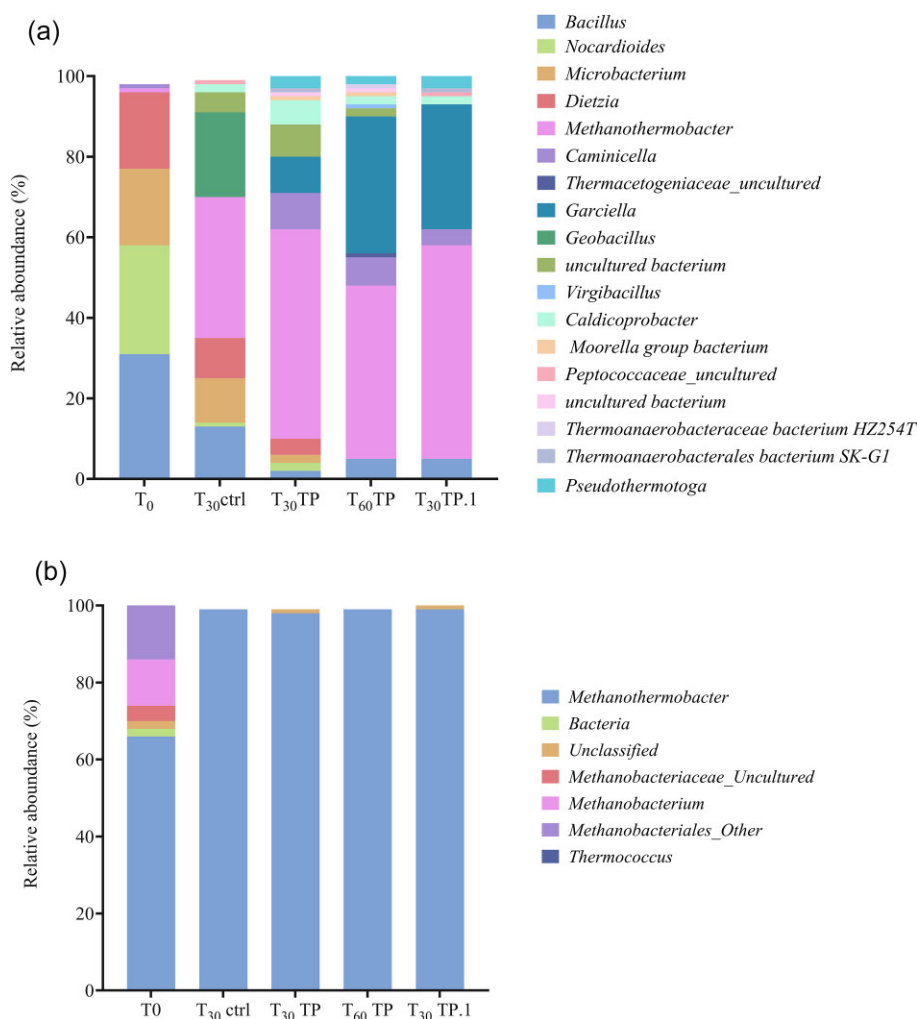 (a)
Relative aboundance (%)
100
80
60
40
20
0
T0
T30ctrl
T30TP
T60TP
T30TP.1
Bacillus
Nocardioides
Microbacterium
Dietzia
Methanothermobacter
Caminicella
Thermacetogeniaceae_uncultured
Garciella
Geobacillus
uncultured bacterium
Virgibacillus
Caldicoprobacter
Moorella group bacterium
Peptococcaceae_uncultured
uncultured bacterium
Thermoanaerobacteraceae bacterium HZ254T
Thermoanaerobacterales bacterium SK-G1
Pseudothermotoga
(b)
Relative aboundance (%)
100
80
60
40
20
0
T0
T30 ctrl
T30 TP
T60 TP
T30 TP.1
Methanothermobacter
Bacteria
Unclassified
Methanobacteriaceae_Uncultured
Methanobacterium
Methanobacteriales_Other
Thermococcus